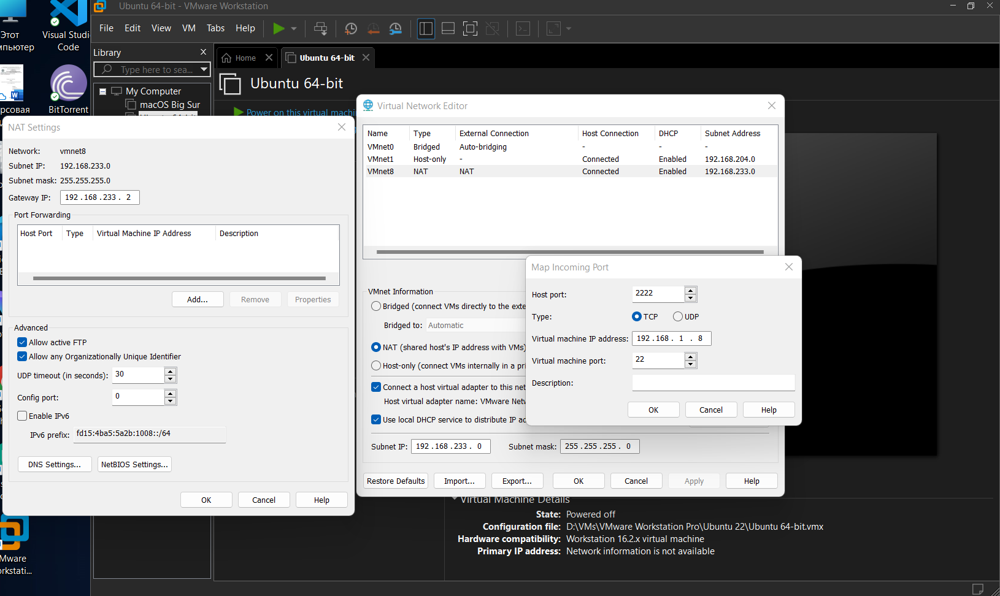 Этот
Visual Studi
Code
BitTorrent
Ubuntu 64-bit - VMware Workstation
File Edit View VM Tabs Help
Library
Type here to sea...
My Computer
macOS Big Sur
Home
Ubuntu 64-bit
Ubuntu 64-bit
Power on this virtual machi
NAT Settings
Network: vmnet8
Subnet IP: 192.168.233.0
Subnet mask: 255.255.255.0
Gateway IP: 192 . 168 . 233 . 2
Port Forwarding
Host Port Type Virtual Machine IP Address Description
Add... Remove Properties
Advanced
Allow active FTP
Allow any Organizationally Unique Identifier
UDP timeout (in seconds): 30
Config port: 0
Enable IPv6
IPv6 prefix: fd15:4ba5:5a2b:1008::/64
DNS Settings... NetBIOS Settings...
OK Cancel Help
Virtual Network Editor
Name Type External Connection Host Connection DHCP Subnet Address
VMnet0 Bridged Auto-bridging - - -
VMnet1 Host-only - Connected Enabled 192.168.204.0
VMnet8 NAT NAT Connected Enabled 192.168.233.0
VMnet Information
Bridged (connect VMs directly to the exte
Bridged to: Automatic
NAT (shared host's IP address with VMs)
Host-only (connect VMs internally in a pri
Connect a host virtual adapter to this net
Host virtual adapter name: VMware Netw
Use local DHCP service to distribute IP ad
Subnet IP: 192 . 168 . 233 . 0 Subnet mask: 255 . 255 . 255 . 0
Restore Defaults Import... Export... OK Cancel Apply Help
Map Incoming Port
Host port: 2222
Type: TCP UDP
Virtual machine IP address: 192 . 168 . 1 . 8
Virtual machine port: 22
Description:
OK Cancel Help
Virtual Machine Details
State: Powered off
Configuration file: D:\VMs\VMware Workstation Pro\Ubuntu 22\Ubuntu 64-bit.vmx
Hardware compatibility: Workstation 16.2.x virtual machine
Primary IP address: Network information is not available
Mware
orkstati...